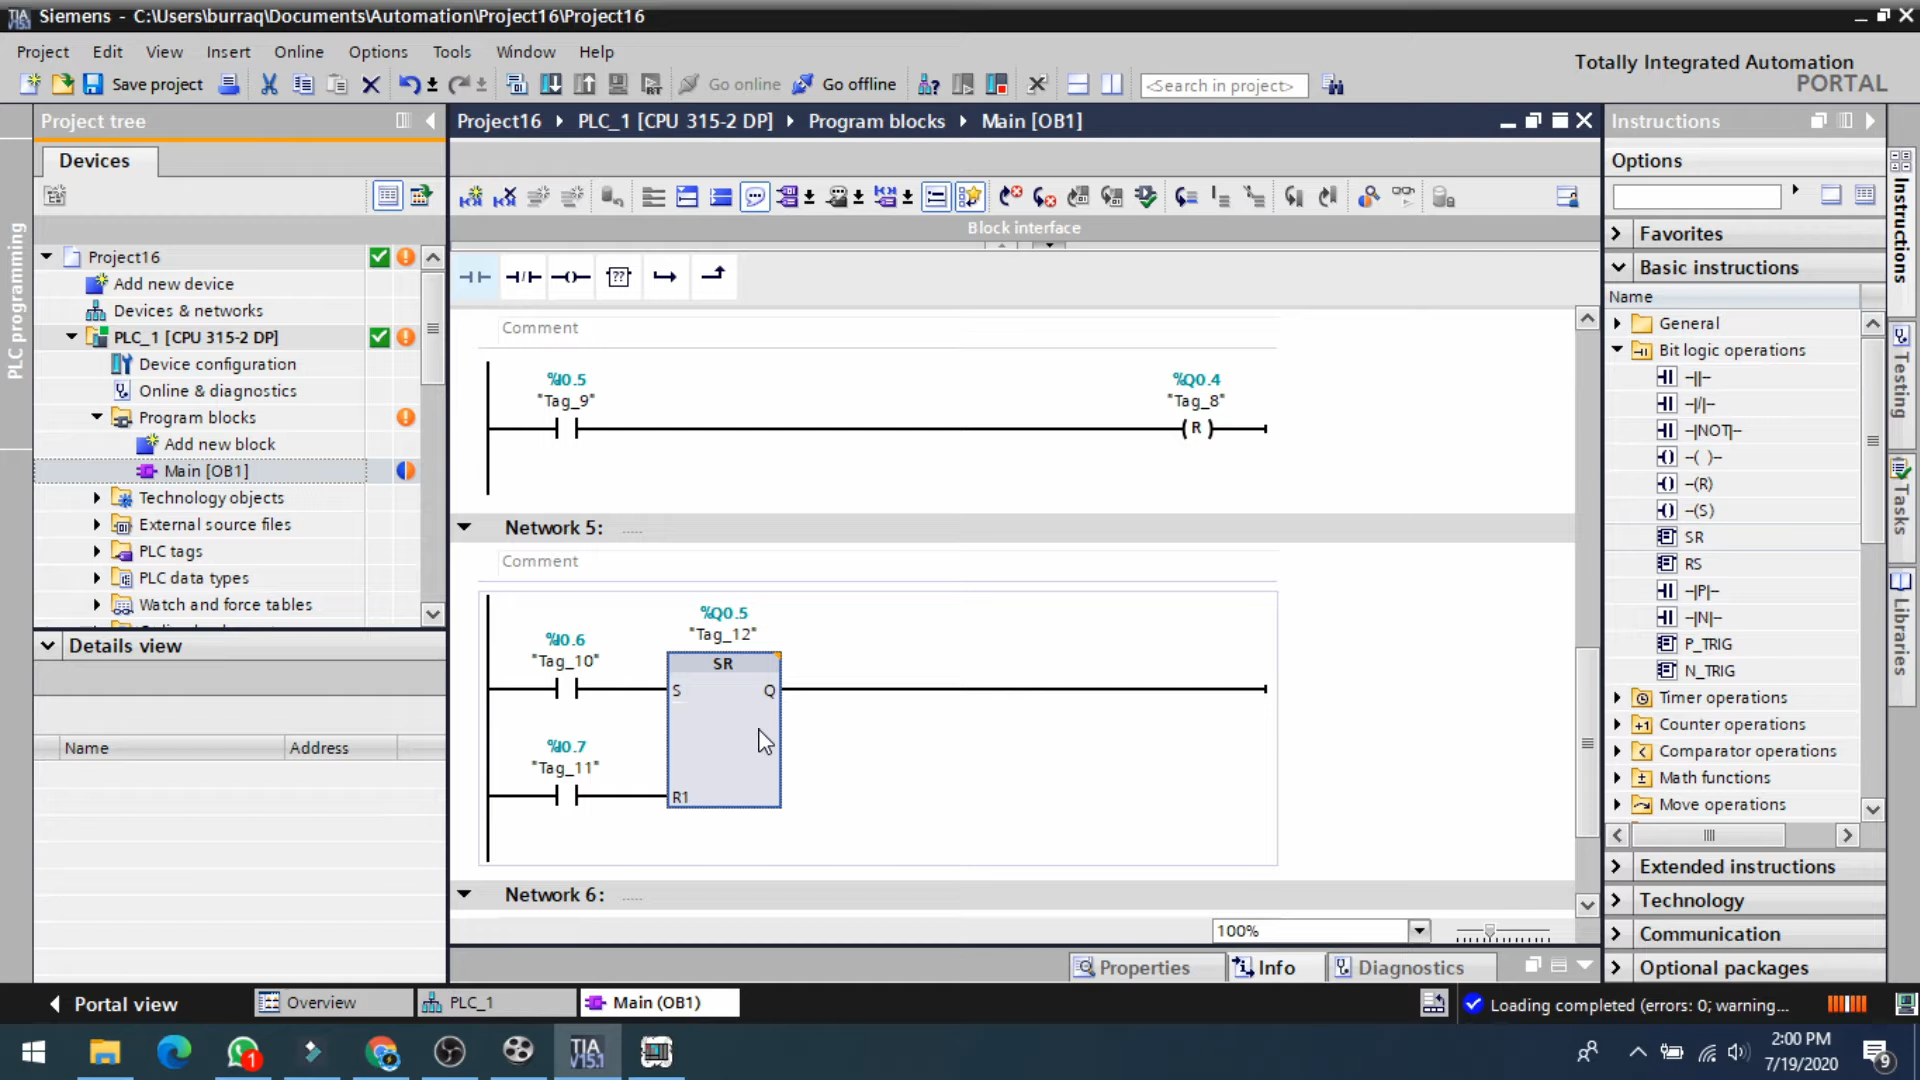 Siemens - C:\Users\burraq\Documents\Automation\Project16\Project16
Project Edit View Insert Online Options Tools Window Help
Totally Integrated Automation
PORTAL
Save project
Go online
Go offline
<Search in project>
Project tree
Project16 PLC_1 [CPU 315-2 DP] Program blocks Main [OB1]
Instructions
Devices
Options
Block interface
PLC programming
Project16
Add new device
Devices & networks
PLC_1 [CPU 315-2 DP]
Device configuration
Online & diagnostics
Program blocks
Add new block
Main [OB1]
Technology objects
External source files
PLC tags
PLC data types
Watch and force tables
Details view
Name Address
??
Comment
%I0.5
"Tag_9"
%Q0.4
"Tag_8"
R
Network 5: .....
Comment
%Q0.5
"Tag_12"
%I0.6
"Tag_10"
SR
S Q
%I0.7
"Tag_11"
R1
Network 6: .....
100%
Properties Info Diagnostics
Favorites
Basic instructions
Name
General
Bit logic operations
-||-
-|/|-
-|NOT|-
-( )-
-(R)
-(S)
SR
RS
-|P|-
-|N|-
P_TRIG
N_TRIG
Timer operations
Counter operations
Comparator operations
Math functions
Move operations
Extended instructions
Technology
Communication
Optional packages
Instructions
Testing
Tasks
Libraries
Portal view
Overview
PLC_1
Main (OB1)
Loading completed (errors: 0; warning...
1
TIA
V15.1
2:00 PM
7/19/2020
9